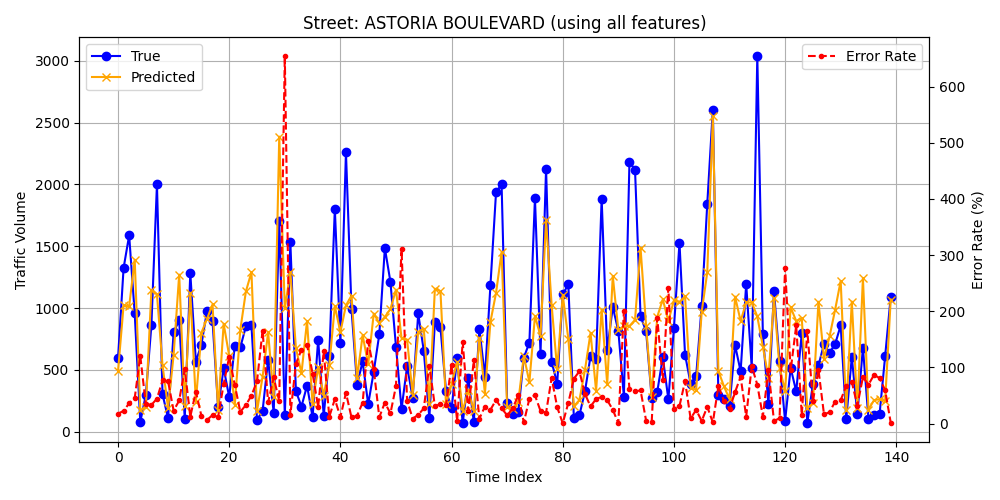 Street: ASTORIA BOULEVARD (using all features)
True
Predicted
Error Rate
3000
2500
2000
1500
1000
500
0
Traffic Volume
600
500
400
300
200
100
0
Error Rate (%)
0 20 40 60 80 100 120 140
Time Index